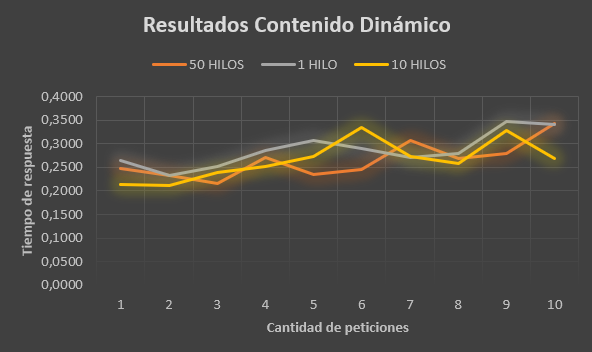 Resultados Contenido Dinámico
50 HILOS 1 HILO 10 HILOS
Tiempo de respuesta
0,4000
0,3500
0,3000
0,2500
0,2000
0,1500
0,1000
0,0500
0,0000
1 2 3 4 5 6 7 8 9 10
Cantidad de peticiones